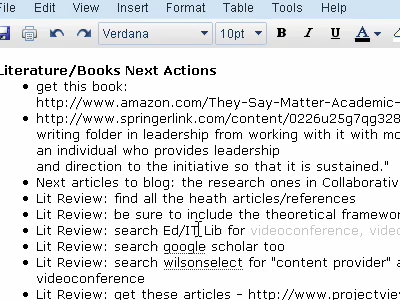 File Edit View Insert Format Table Tools Help
Verdana 10pt B I U A
Literature/Books Next Actions
• get this book:
http://www.amazon.com/They-Say-Matter-Academic-
• http://www.springerlink.com/content/0226u25g7qg328
writing folder in leadership from working with it with mo
an individual who provides leadership
and direction to the initiative so that it is sustained."
• Next articles to blog: the research ones in Collaborativ
• Lit Review: find all the heath articles/references
• Lit Review: be sure to include the theoretical framewor
• Lit Review: search Ed/IT Lib for videoconference, video
• Lit Review: search google scholar too
• Lit Review: search wilsonselect for "content provider" a
videoconference
• Lit Review: get these articles - http://www.projectvie